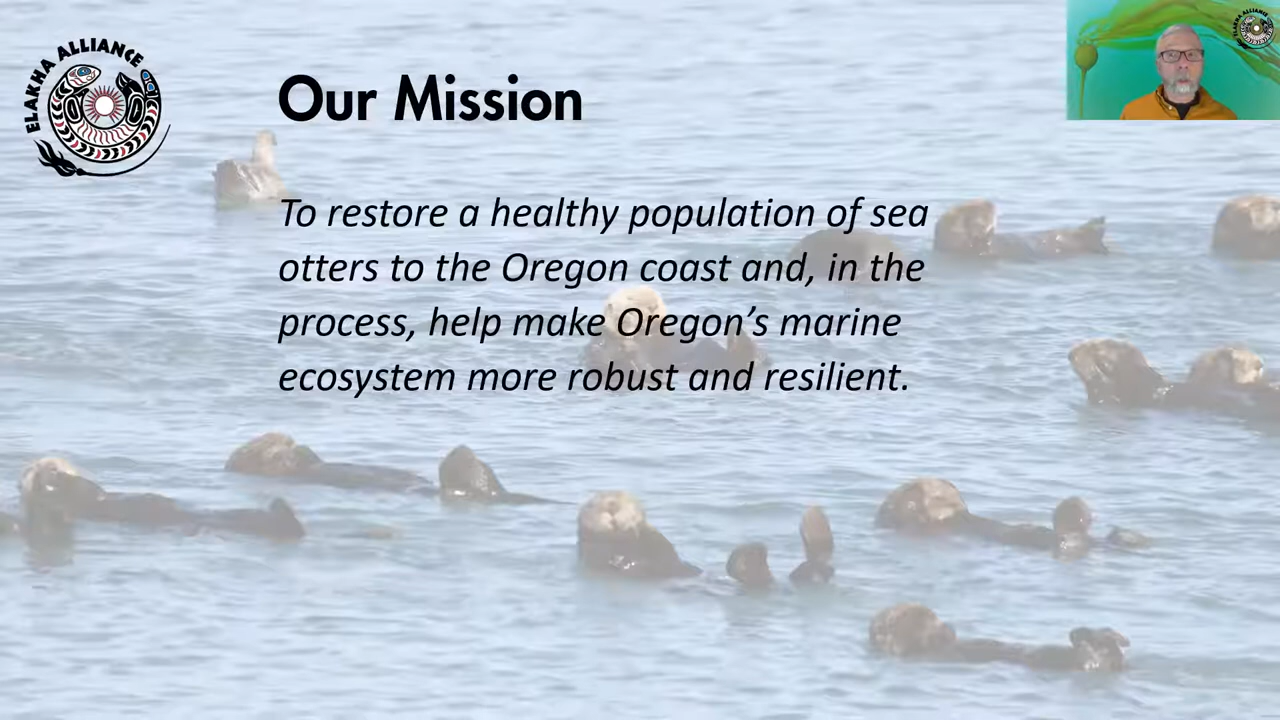 ELAKHA ALLIANCE
Our Mission
To restore a healthy population of sea
otters to the Oregon coast and, in the
process, help make Oregon’s marine
ecosystem more robust and resilient.